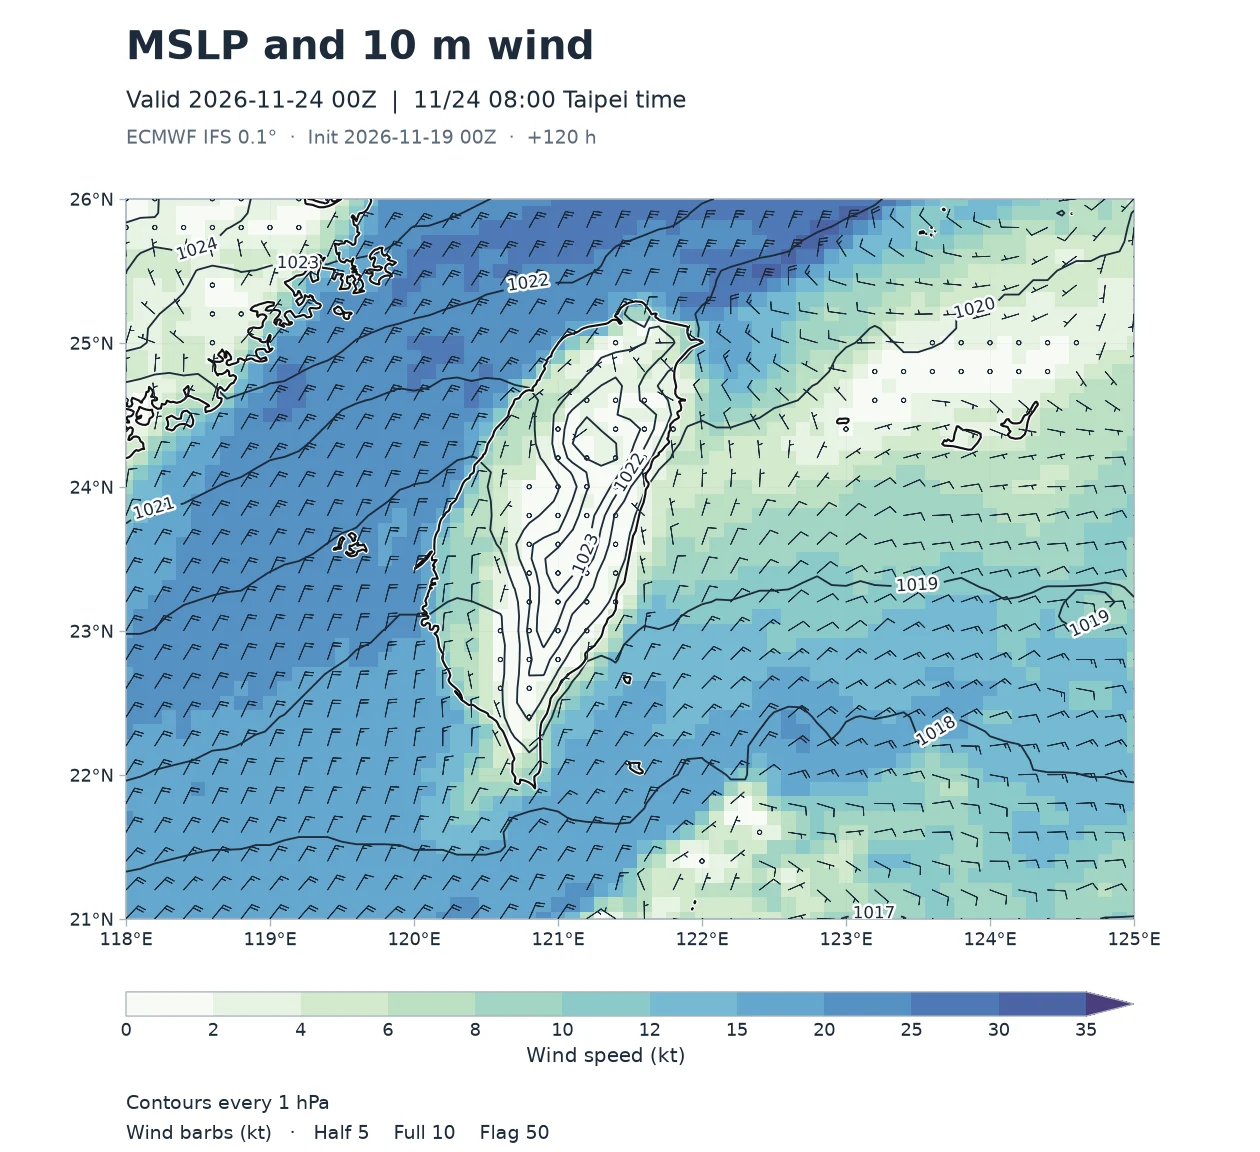 MSLP and 10 m wind
Valid 2026-11-24 00Z | 11/24 08:00 Taipei time
ECMWF IFS 0.1° · Init 2026-11-19 00Z · +120 h
26°N
1024
1023
1022
1020
25°N
24°N
1022
1021
1023
1019
1019
23°N
1018
22°N
1017
21°N
118°E 119°E 120°E 121°E 122°E 123°E 124°E 125°E
0 2 4 6 8 10 12 15 20 25 30 35
Wind speed (kt)
Contours every 1 hPa
Wind barbs (kt) · Half 5 Full 10 Flag 50